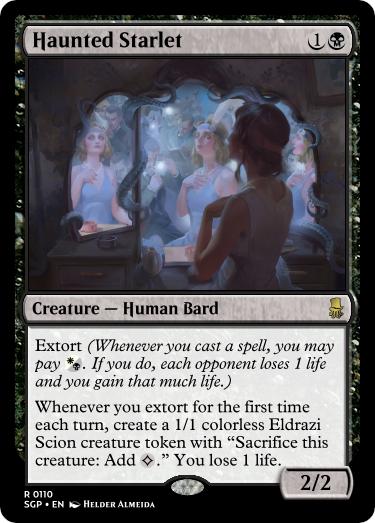 Haunted Starlet 1
Extort (Whenever you cast a spell, you may
pay . If you do, each opponent loses 1 life
and you gain that much life.)
Whenever you extort for the first time
each turn, create a 1/1 colorless Eldrazi
Scion creature token with “Sacrifice this
creature: Add .” You lose 1 life.
Creature — Human Bard
2/2
R 0110
SGP • EN Helder Almeida